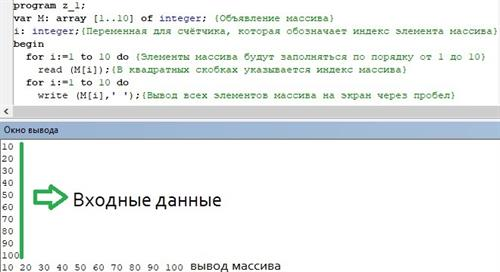 program z_1;
var M: array [1..10] of integer; {Объявление массива}
i: integer;{Переменная для счётчика, которая обозначает индекс элемента массива}
begin
for i:=1 to 10 do {Элементы массива будут заполняться по порядку от 1 до 10}
read (M[i]);{В квадратных скобках указывается индекс массива}
for i:=1 to 10 do
write (M[i],' ');{Вывод всех элементов массива на экран через пробел}
Окно вывода
10
20
30
40
50
60
70
80
90
100
Входные данные
10 20 30 40 50 60 70 80 90 100 вывод массива